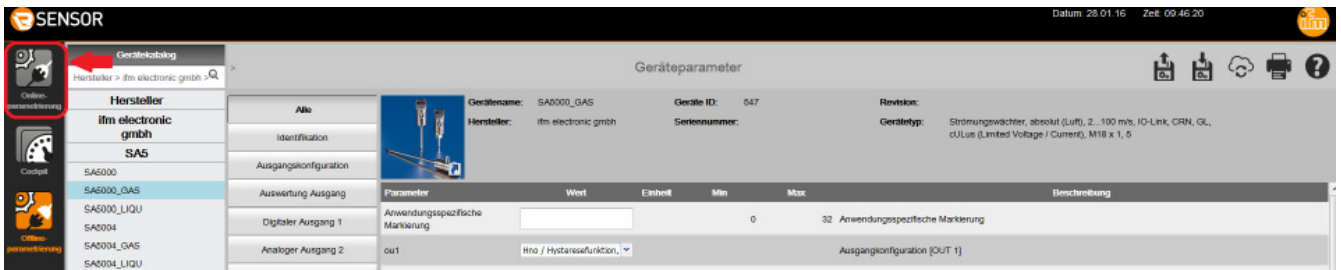 SENSOR
Datum: 28.01.16 Zeit: 09:46:20
ifm
Online-
parametrierung
Cockpit
Offline-
parametrierung
Gerätekatalog
Hersteller > ifm electronic gmbh >
Hersteller
ifm electronic
gmbh
SA5
SA5000
SA5000_GAS
SA5000_LIQU
SA5004
SA5004_GAS
SA5004_LIQU
>
Geräteparameter
Alle
Identifikation
Ausgangskonfiguration
Auswertung Ausgang
Digitaler Ausgang 1
Analoger Ausgang 2
Gerätename: SA5000_GAS Geräte ID: 547 Revision:
Hersteller: ifm electronic gmbh Seriennummer: Gerätetyp: Strömungswächter, absolut (Luft), 2...100 m/s, IO-Link, CRN, GL,
cULus (Limited Voltage / Current), M18 x 1, 5
Parameter Wert Einheit Min Max Beschreibung
Anwendungsspezifische
Markierung
0 32 Anwendungsspezifische Markierung
ou1 Hno / Hysteresefunktion, Ausgangkonfiguration [OUT 1]